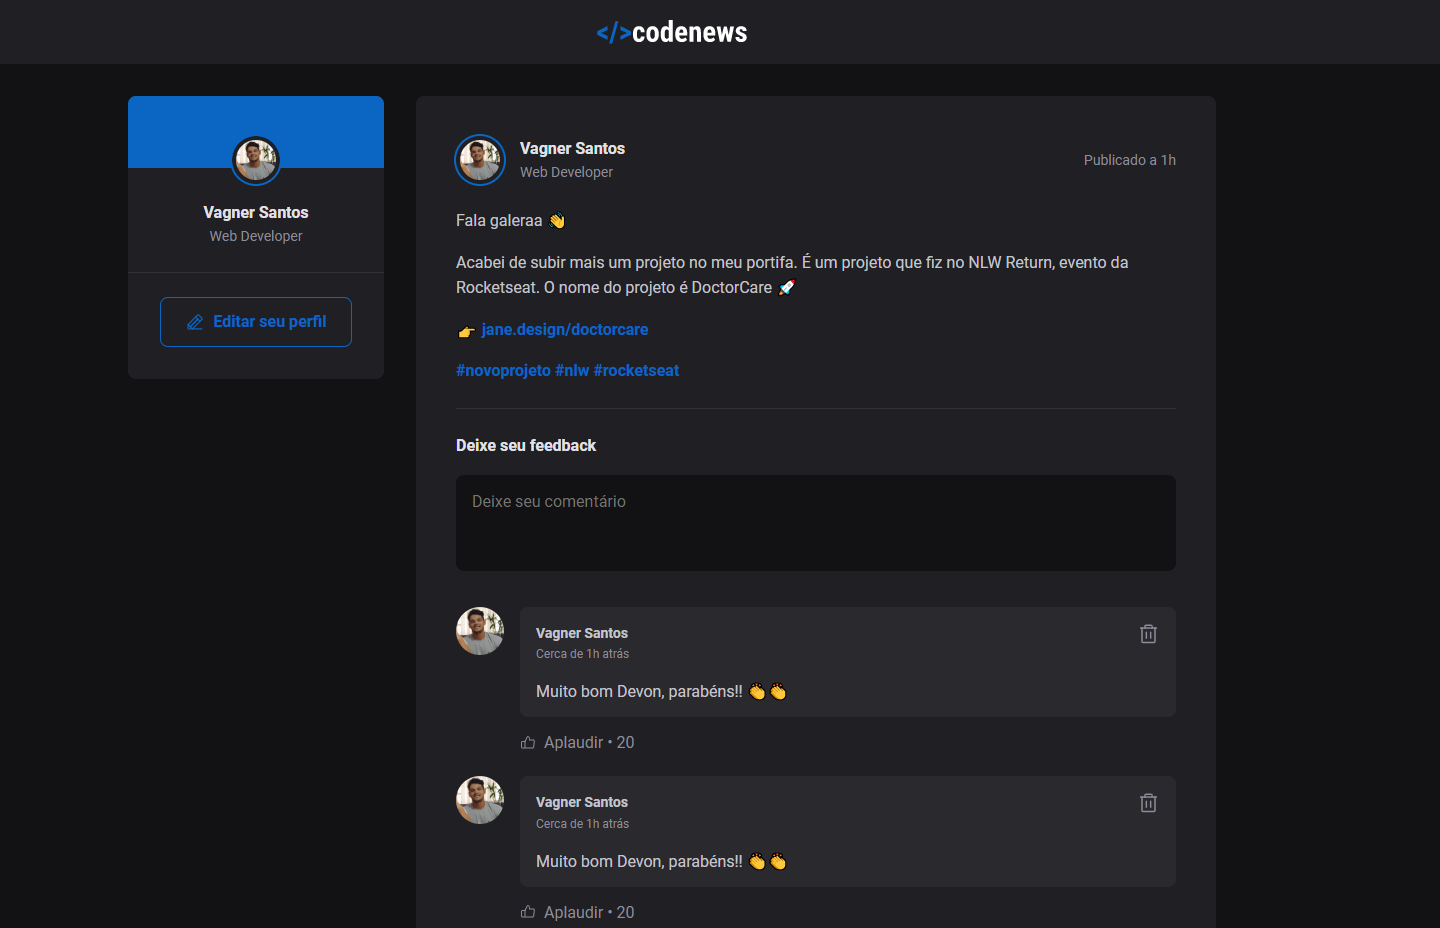 </>codenews
Vagner Santos
Web Developer
Editar seu perfil
Vagner Santos
Web Developer
Publicado a 1h
Fala galeraa 👋
Acabei de subir mais um projeto no meu portifa. É um projeto que fiz no NLW Return, evento da
Rocketseat. O nome do projeto é DoctorCare 🚀
👉 jane.design/doctorcare
#novoprojeto #nlw #rocketseat
Deixe seu feedback
Deixe seu comentário
Vagner Santos
Cerca de 1h atrás
Muito bom Devon, parabéns!! 👏👏
Aplaudir • 20
Vagner Santos
Cerca de 1h atrás
Muito bom Devon, parabéns!! 👏👏
Aplaudir • 20